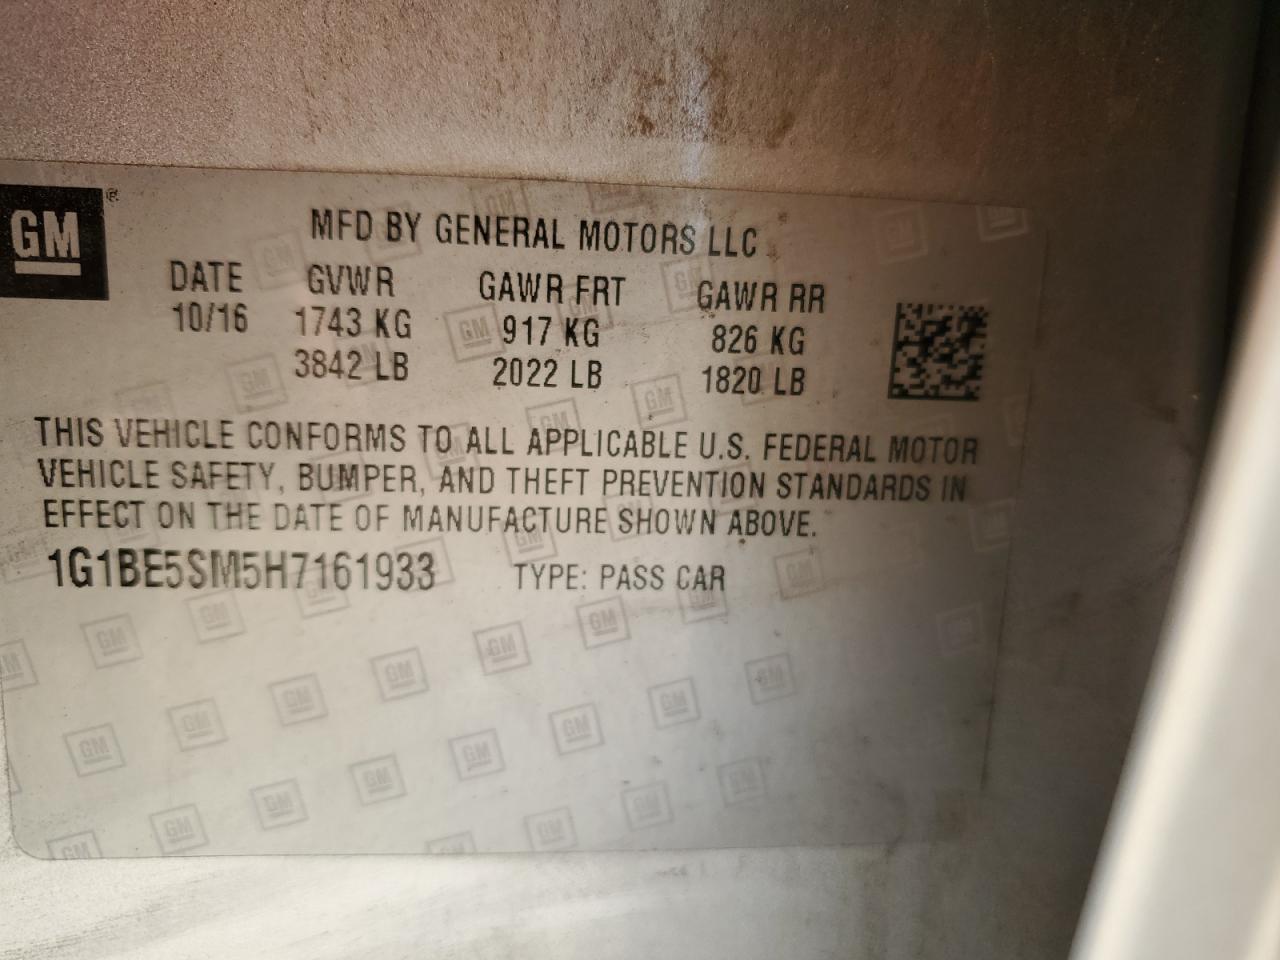 GM®
MFD BY GENERAL MOTORS LLC
DATE GVWR GAWR FRT GAWR RR
10/16 1743 KG 917 KG 826 KG
3842 LB 2022 LB 1820 LB
THIS VEHICLE CONFORMS TO ALL APPLICABLE U.S. FEDERAL MOTOR
VEHICLE SAFETY, BUMPER, AND THEFT PREVENTION STANDARDS IN
EFFECT ON THE DATE OF MANUFACTURE SHOWN ABOVE.
1G1BE5SM5H7161933 TYPE: PASS CAR